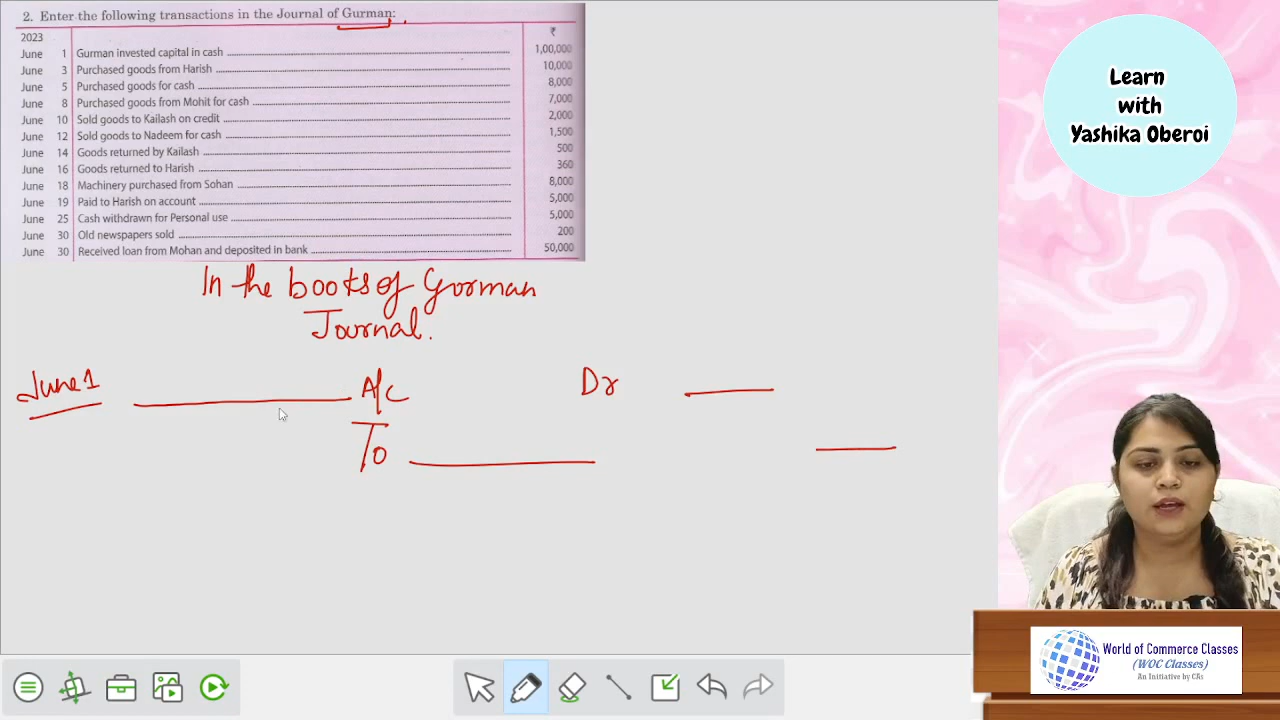 2. Enter the following transactions in the Journal of Gurman:
2023 ₹
June 1 Gurman invested capital in cash 1,00,000
June 3 Purchased goods from Harish 10,000
June 5 Purchased goods for cash 8,000
June 8 Purchased goods from Mohit for cash 7,000
June 10 Sold goods to Kailash on credit 2,000
June 12 Sold goods to Nadeem for cash 1,500
June 14 Goods returned by Kailash 500
June 16 Goods returned to Harish 360
June 18 Machinery purchased from Sohan 8,000
June 19 Paid to Harish on account 5,000
June 25 Cash withdrawn for Personal use 5,000
June 30 Old newspapers sold 200
June 30 Received loan from Mohan and deposited in bank 50,000
In the books of Gurman
Journal.
June 1 A/c Dr
To
Learn
with
Yashika Oberoi
World of Commerce Classes
(WOC Classes)
An Initiative by CAs